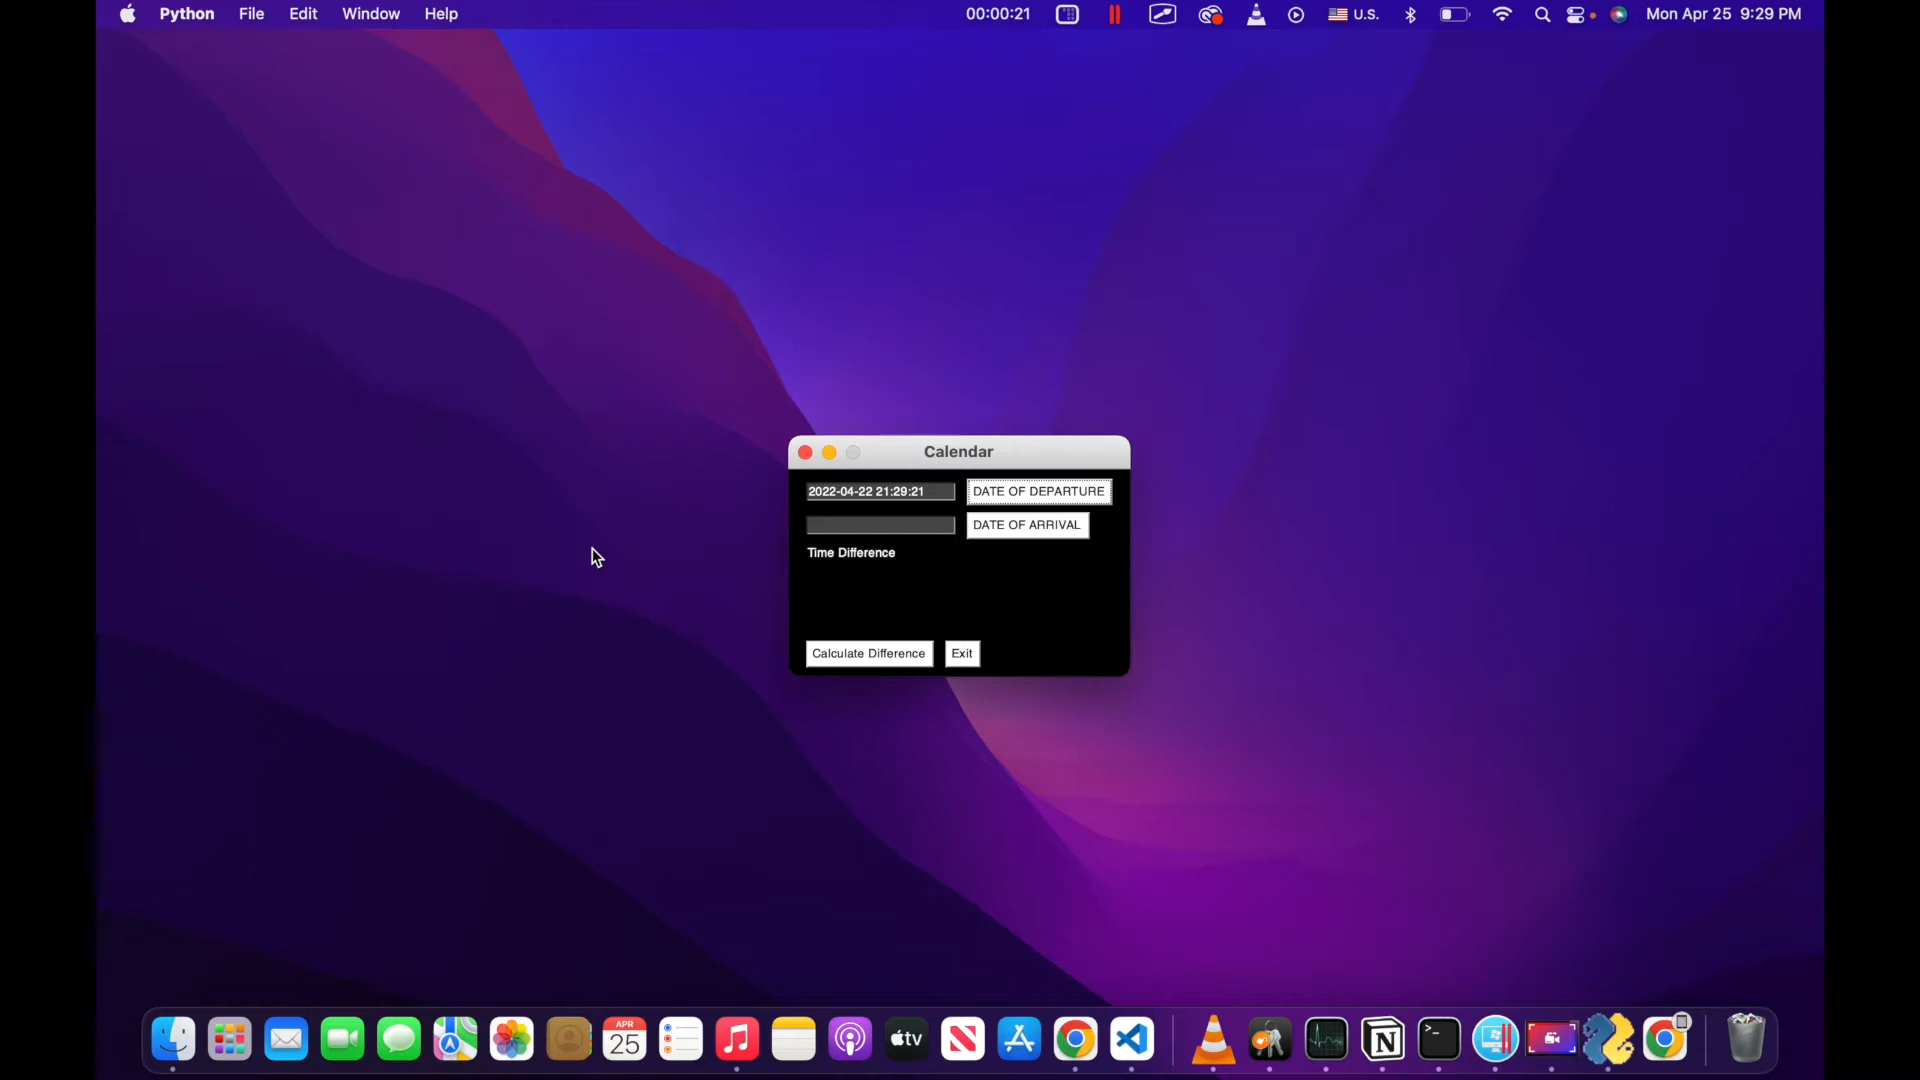 Python File Edit Window Help 00:00:21 U.S. Mon Apr 25 9:29 PM
Calendar
2022-04-22 21:29:21 DATE OF DEPARTURE
DATE OF ARRIVAL
Time Difference
Calculate Difference Exit
APR
25
tv
N
>_